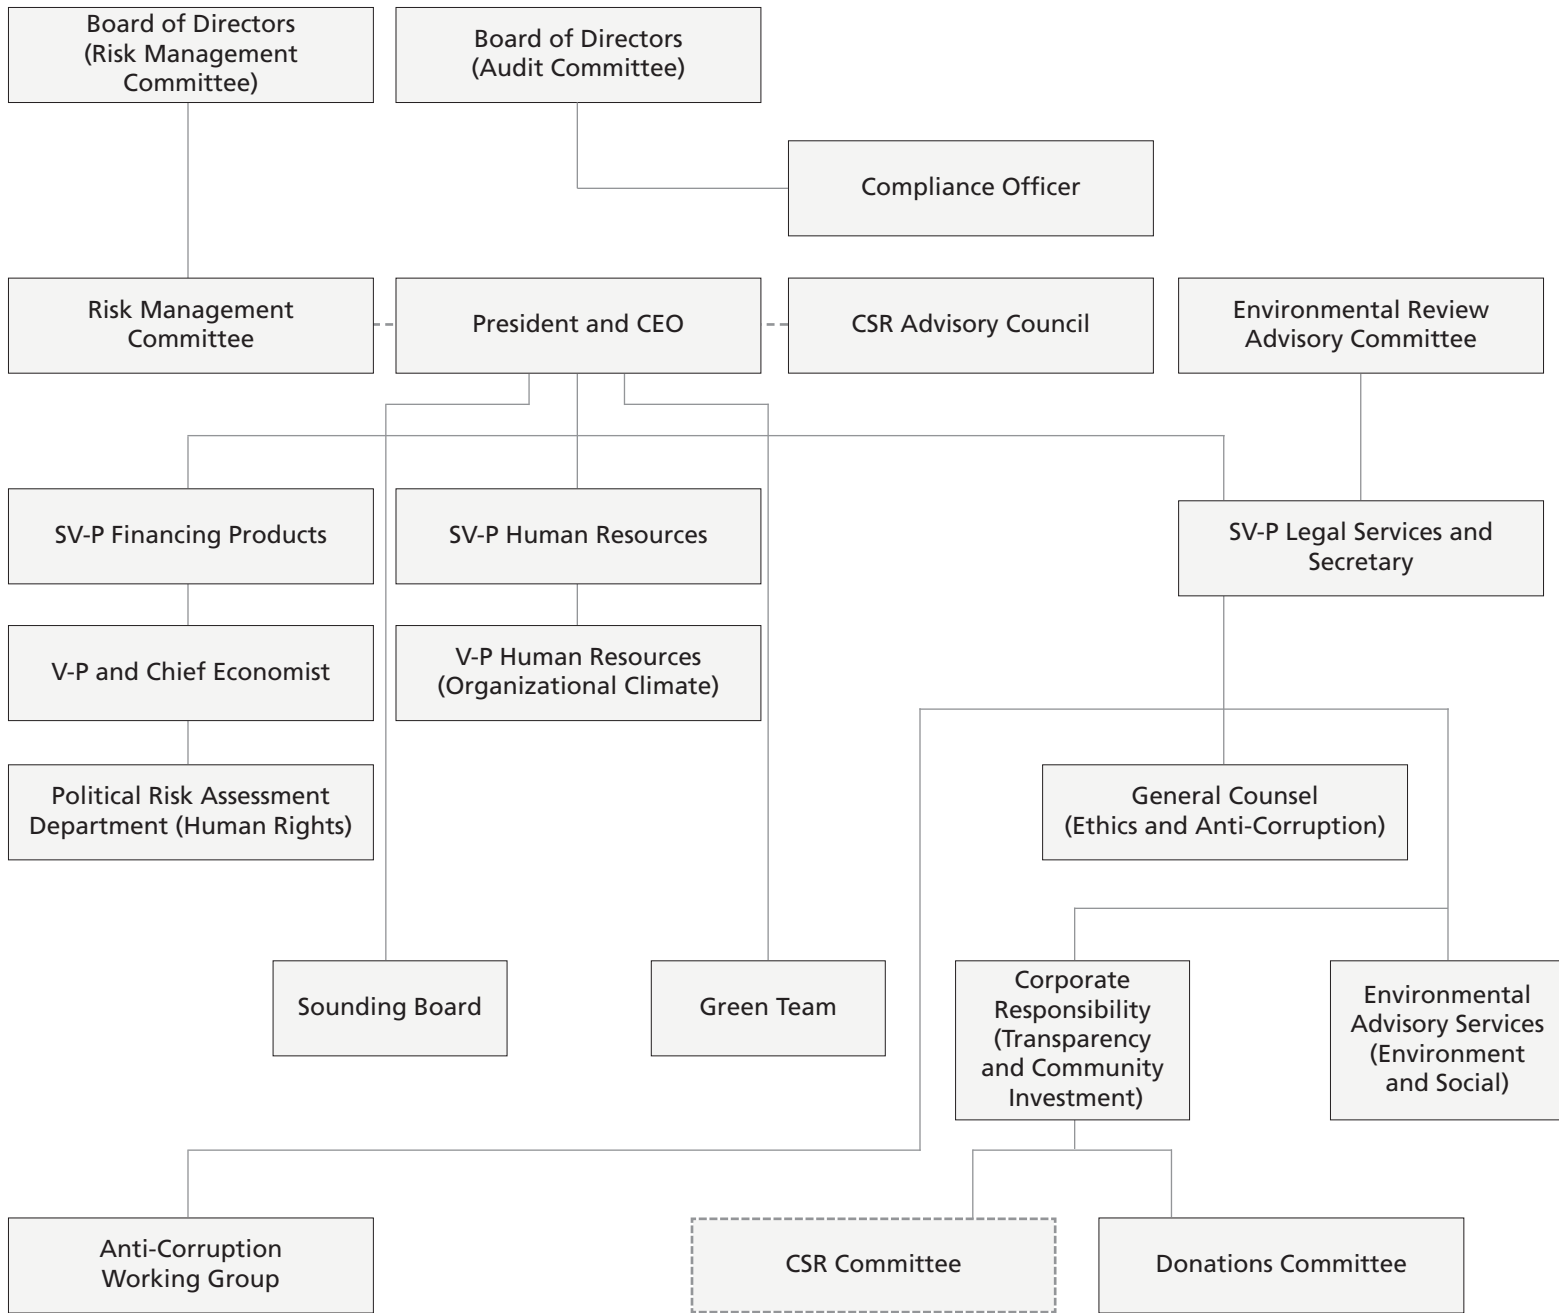 Board of Directors
(Risk Management
Committee)
Board of Directors
(Audit Committee)
Compliance Officer
Risk Management
Committee
President and CEO
CSR Advisory Council
Environmental Review
Advisory Committee
SV-P Financing Products
SV-P Human Resources
SV-P Legal Services and
Secretary
V-P and Chief Economist
V-P Human Resources
(Organizational Climate)
Political Risk Assessment
Department (Human Rights)
General Counsel
(Ethics and Anti-Corruption)
Sounding Board
Green Team
Corporate
Responsibility
(Transparency
and Community
Investment)
Environmental
Advisory Services
(Environment
and Social)
Anti-Corruption
Working Group
CSR Committee
Donations Committee